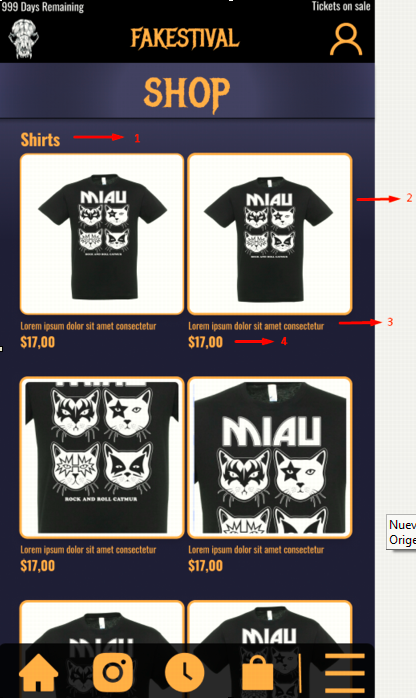 999 Days Remaining
Tickets on sale
FAKESTIVAL
SHOP
Shirts
1
MIAU
ROCK AND ROLL CATMUR
MIAU
ROCK AND ROLL CATMUR
2
Lorem ipsum dolor sit amet consectetur
Lorem ipsum dolor sit amet consectetur
3
$17,00
$17,00
4
MIAU
ROCK AND ROLL CATMUR
MIAU
Nuev
Orige
Lorem ipsum dolor sit amet consectetur
Lorem ipsum dolor sit amet consectetur
$17,00
$17,00